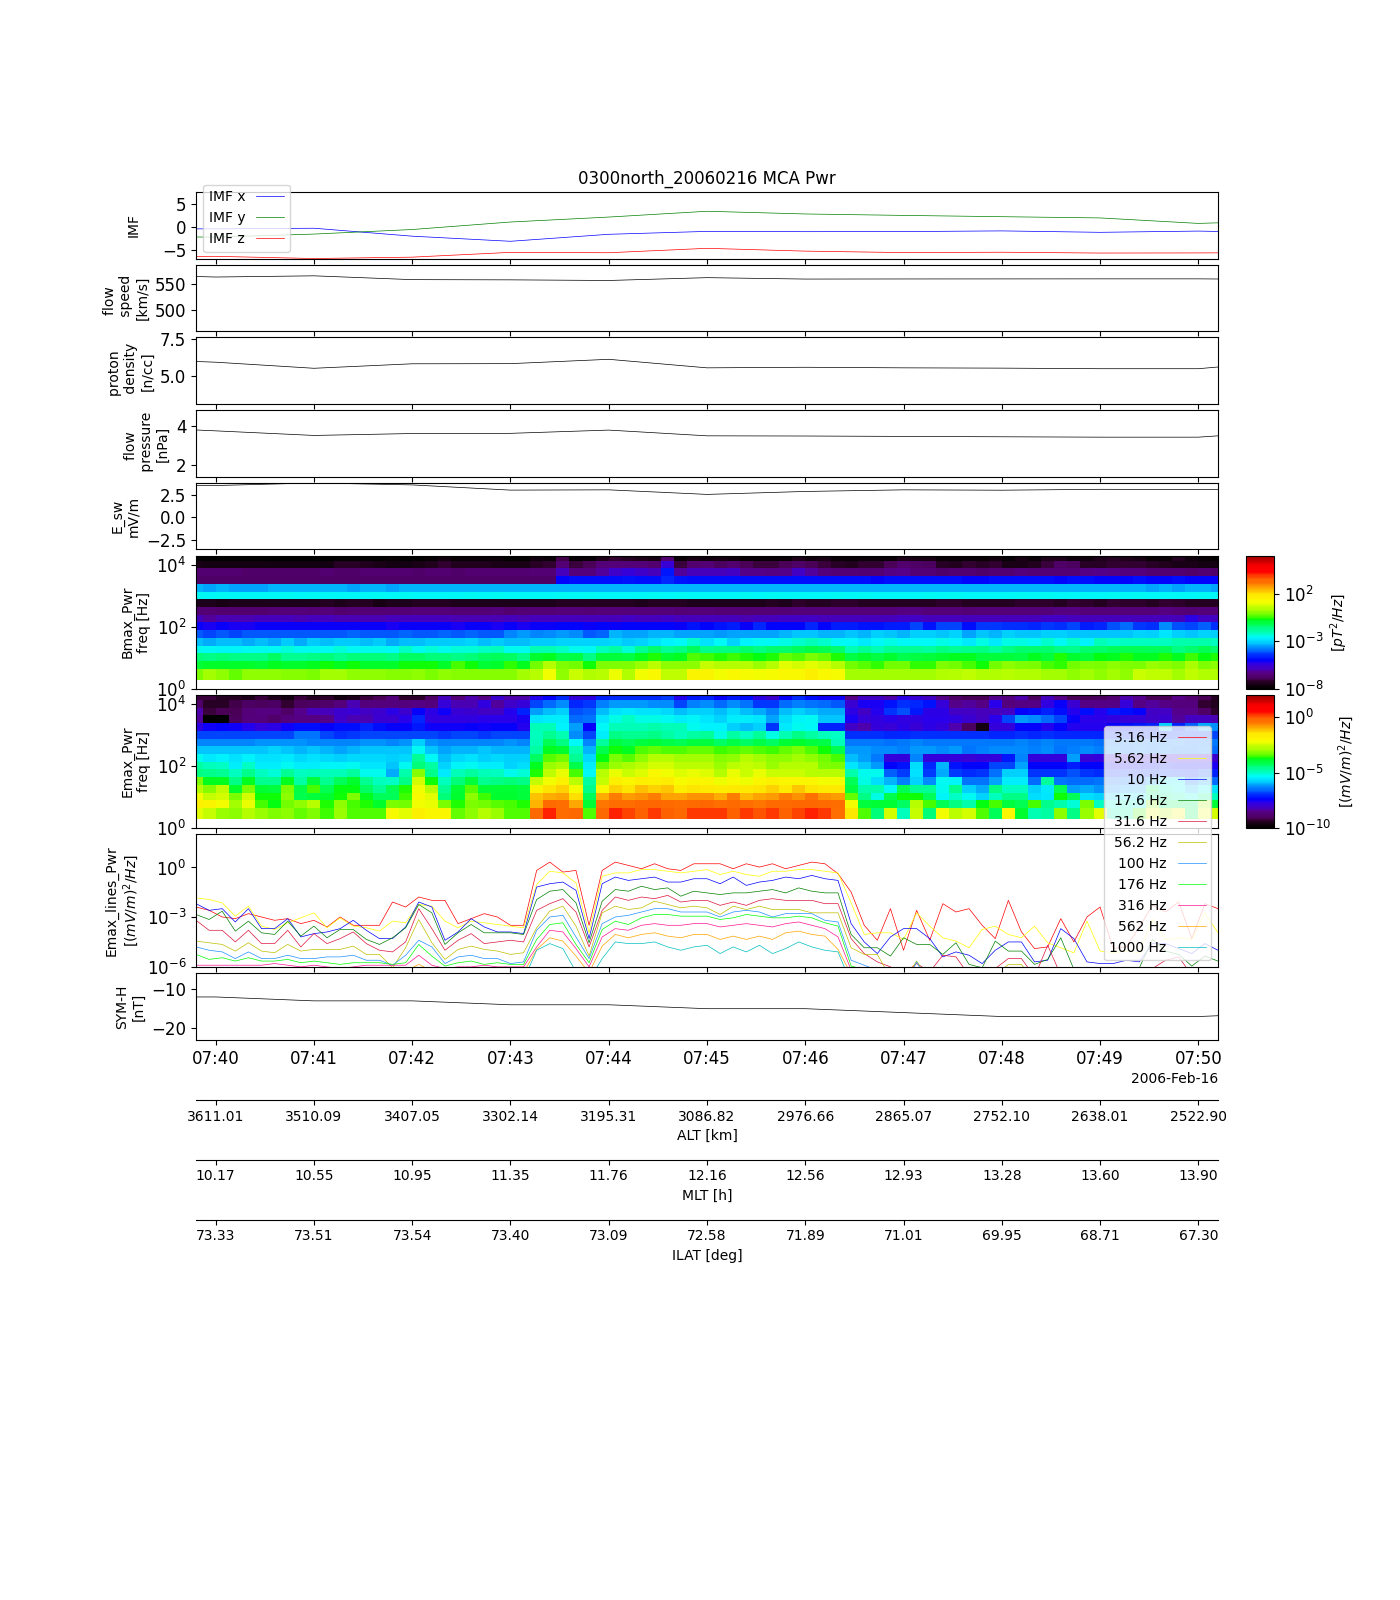 0300north_20060216 MCA Pwr
IMF
5
0
−5
IMF x
IMF y
IMF z
flow
speed
[km/s]
550
500
proton
density
[n/cc]
7.5
5.0
flow
pressure
[nPa]
4
2
E_sw
mV/m
2.5
0.0
−2.5
Bmax_Pwr
freq [Hz]
10^4
10^2
10^0
10^2
10^−3
10^−8
[pT^2/Hz]
Emax_Pwr
freq [Hz]
10^4
10^2
10^0
10^0
10^−5
10^−10
[(mV/m)^2/Hz]
Emax_lines_Pwr
[(mV/m)^2/Hz]
10^0
10^−3
10^−6
3.16 Hz
5.62 Hz
10 Hz
17.6 Hz
31.6 Hz
56.2 Hz
100 Hz
176 Hz
316 Hz
562 Hz
1000 Hz
SYM-H
[nT]
−10
−20
07:40 07:41 07:42 07:43 07:44 07:45 07:46 07:47 07:48 07:49 07:50
2006-Feb-16
3611.01 3510.09 3407.05 3302.14 3195.31 3086.82 2976.66 2865.07 2752.10 2638.01 2522.90
ALT [km]
10.17 10.55 10.95 11.35 11.76 12.16 12.56 12.93 13.28 13.60 13.90
MLT [h]
73.33 73.51 73.54 73.40 73.09 72.58 71.89 71.01 69.95 68.71 67.30
ILAT [deg]